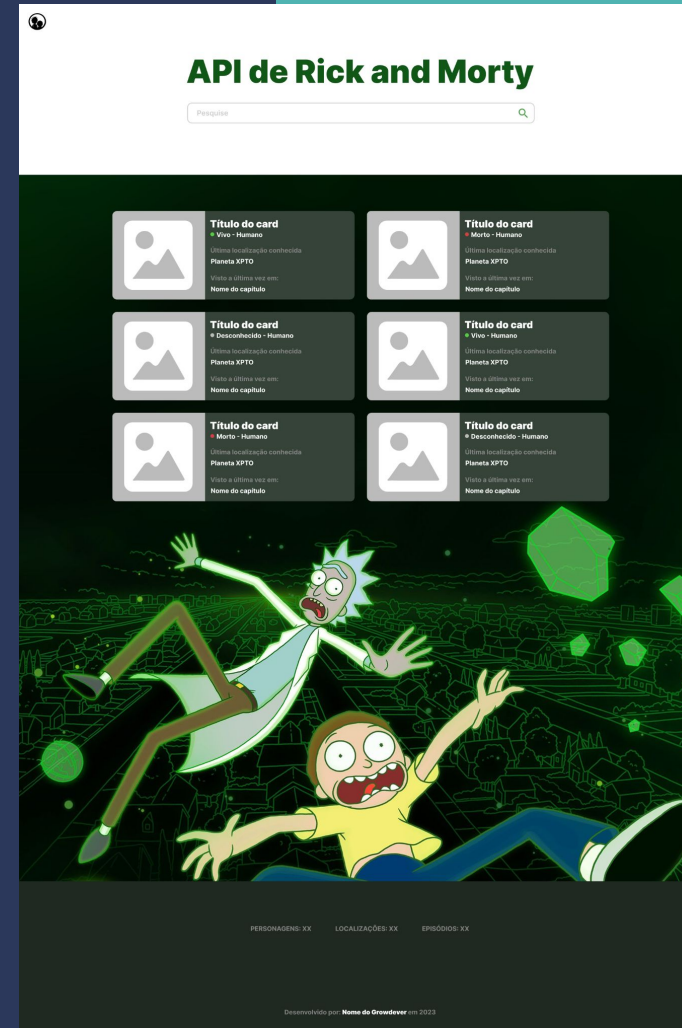 API de Rick and Morty
Pesquise
Título do card
Vivo - Humano
Última localização conhecida
Planeta XPTO
Visto a última vez em:
Nome do capítulo
Título do card
Morto - Humano
Última localização conhecida
Planeta XPTO
Visto a última vez em:
Nome do capítulo
Título do card
Desconhecido - Humano
Última localização conhecida
Planeta XPTO
Visto a última vez em:
Nome do capítulo
Título do card
Vivo - Humano
Última localização conhecida
Planeta XPTO
Visto a última vez em:
Nome do capítulo
Título do card
Morto - Humano
Última localização conhecida
Planeta XPTO
Visto a última vez em:
Nome do capítulo
Título do card
Desconhecido - Humano
Última localização conhecida
Planeta XPTO
Visto a última vez em:
Nome do capítulo
PERSONAGENS: XX LOCALIZAÇÕES: XX EPISÓDIOS: XX
Desenvolvido por: Nome do Growdever em 2023